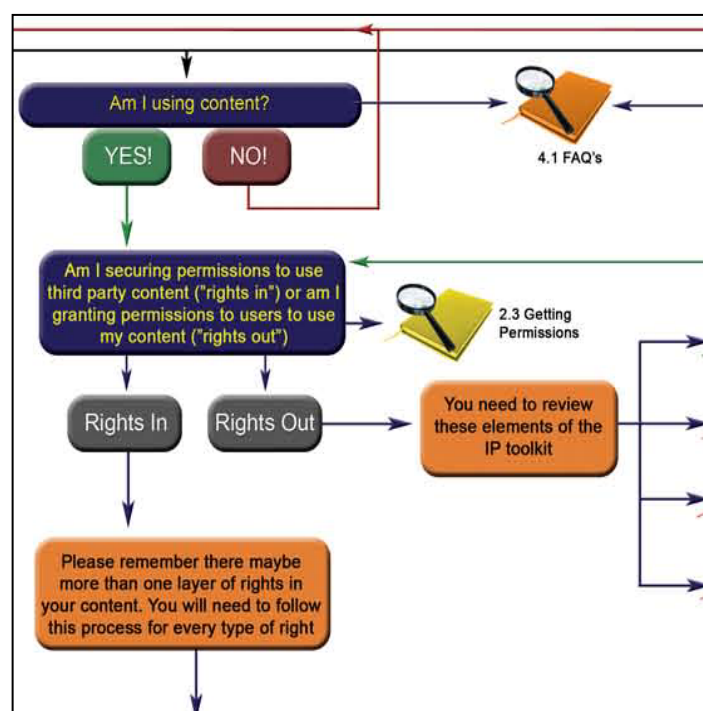 Am I using content?
YES!
NO!
4.1 FAQ's
Am I securing permissions to use
third party content ("rights in") or am I
granting permissions to users to use
my content ("rights out")
2.3 Getting
Permissions
Rights In
Rights Out
You need to review
these elements of the
IP toolkit
Please remember there maybe
more than one layer of rights in
your content. You will need to follow
this process for every type of right